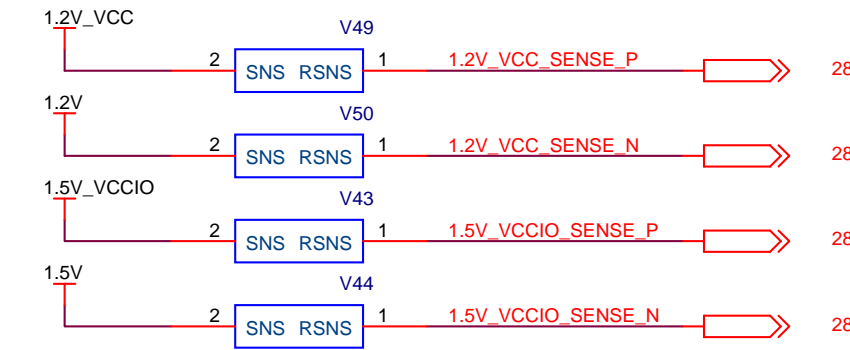 1.2V_VCC
V49
2 SNS RSNS 1 1.2V_VCC_SENSE_P 28
1.2V
V50
2 SNS RSNS 1 1.2V_VCC_SENSE_N 28
1.5V_VCCIO
V43
2 SNS RSNS 1 1.5V_VCCIO_SENSE_P 28
1.5V
V44
2 SNS RSNS 1 1.5V_VCCIO_SENSE_N 28